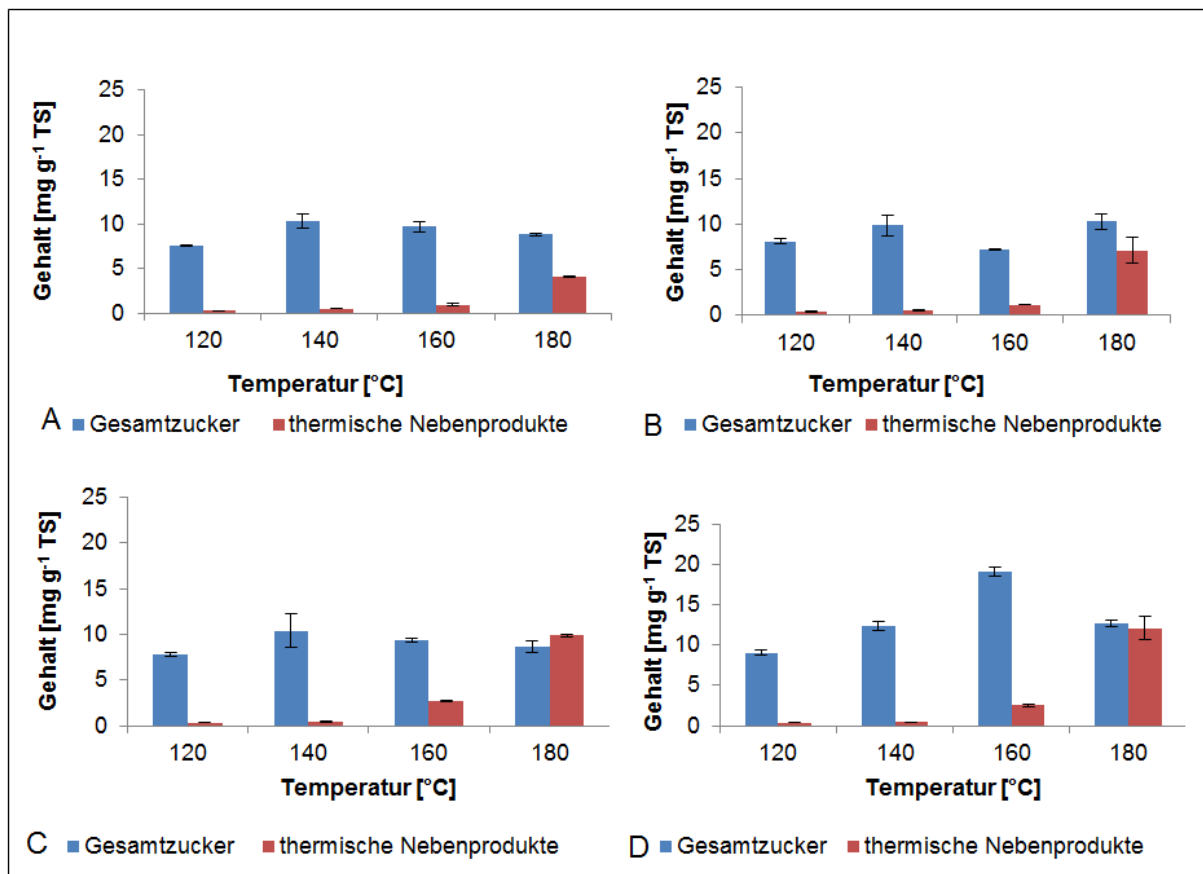 25
20
15
10
5
0
Gehalt [mg g-1 TS]
120 140 160 180
Temperatur [°C]
A Gesamtzucker thermische Nebenprodukte
25
20
15
10
5
0
Gehalt [mg g-1 TS]
120 140 160 180
Temperatur [°C]
B Gesamtzucker thermische Nebenprodukte
25
20
15
10
5
0
Gehalt [mg g-1 TS]
120 140 160 180
Temperatur [°C]
C Gesamtzucker thermische Nebenprodukte
25
20
15
10
5
0
Gehalt [mg g-1 TS]
120 140 160 180
Temperatur [°C]
D Gesamtzucker thermische Nebenprodukte